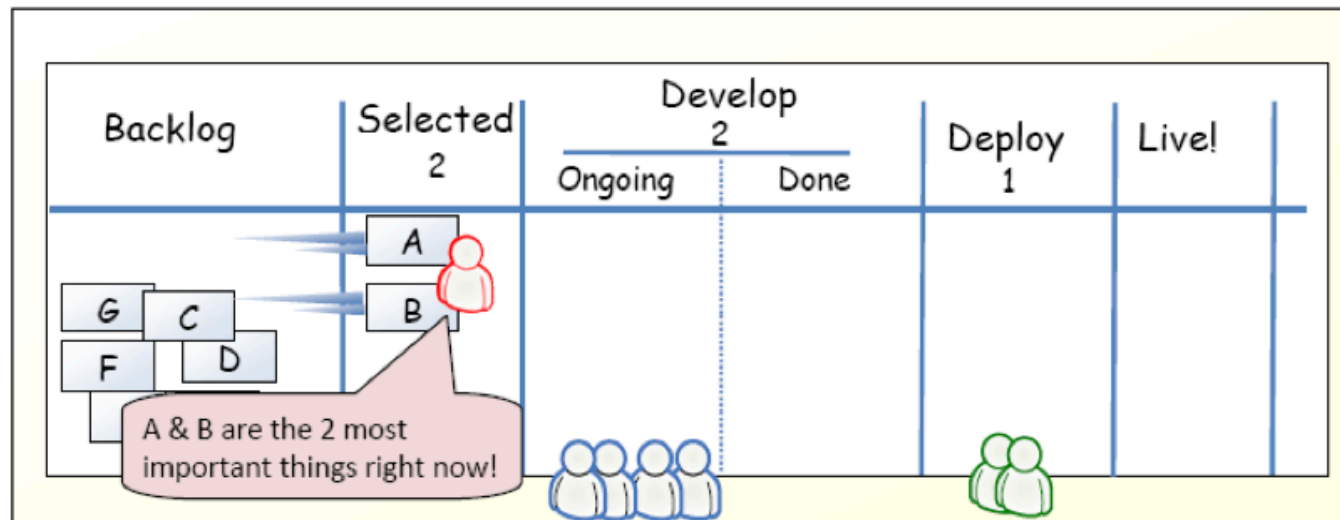 Backlog
Selected
2
Develop
2
Ongoing
Done
Deploy
1
Live!
A
B
G
C
F
D
A & B are the 2 most
important things right now!